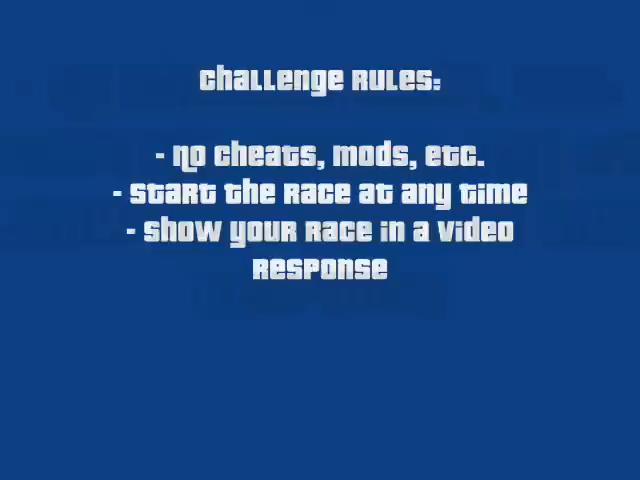 Challenge Rules:
- No cheats, mods, etc.
- Start the race at any time
- Show your race in a video
response